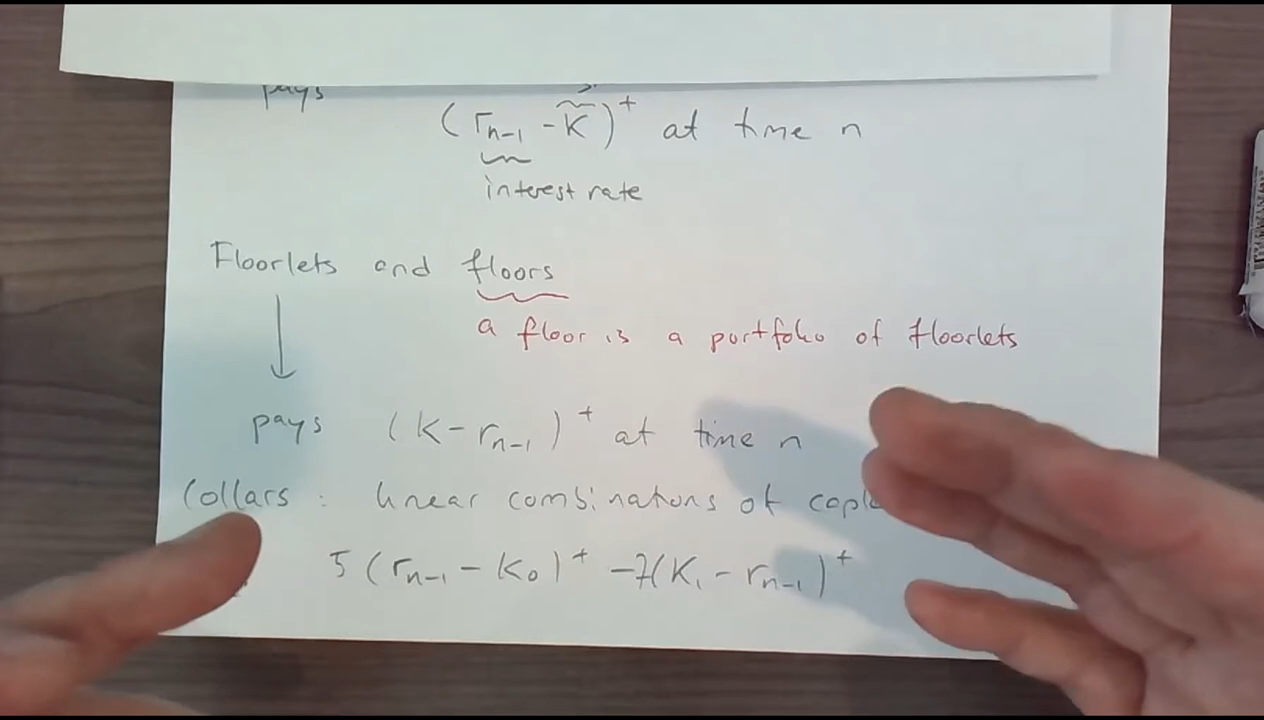 pays
(r_{n-1} - K)^+ at time n
interest rate
Floorlets and floors
a floor is a portfolio of floorlets
pays (K - r_{n-1})^+ at time n
Collars : linear combinations of capl
5(r_{n-1} - K_0)^+ - 7(K_1 - r_{n-1})^+